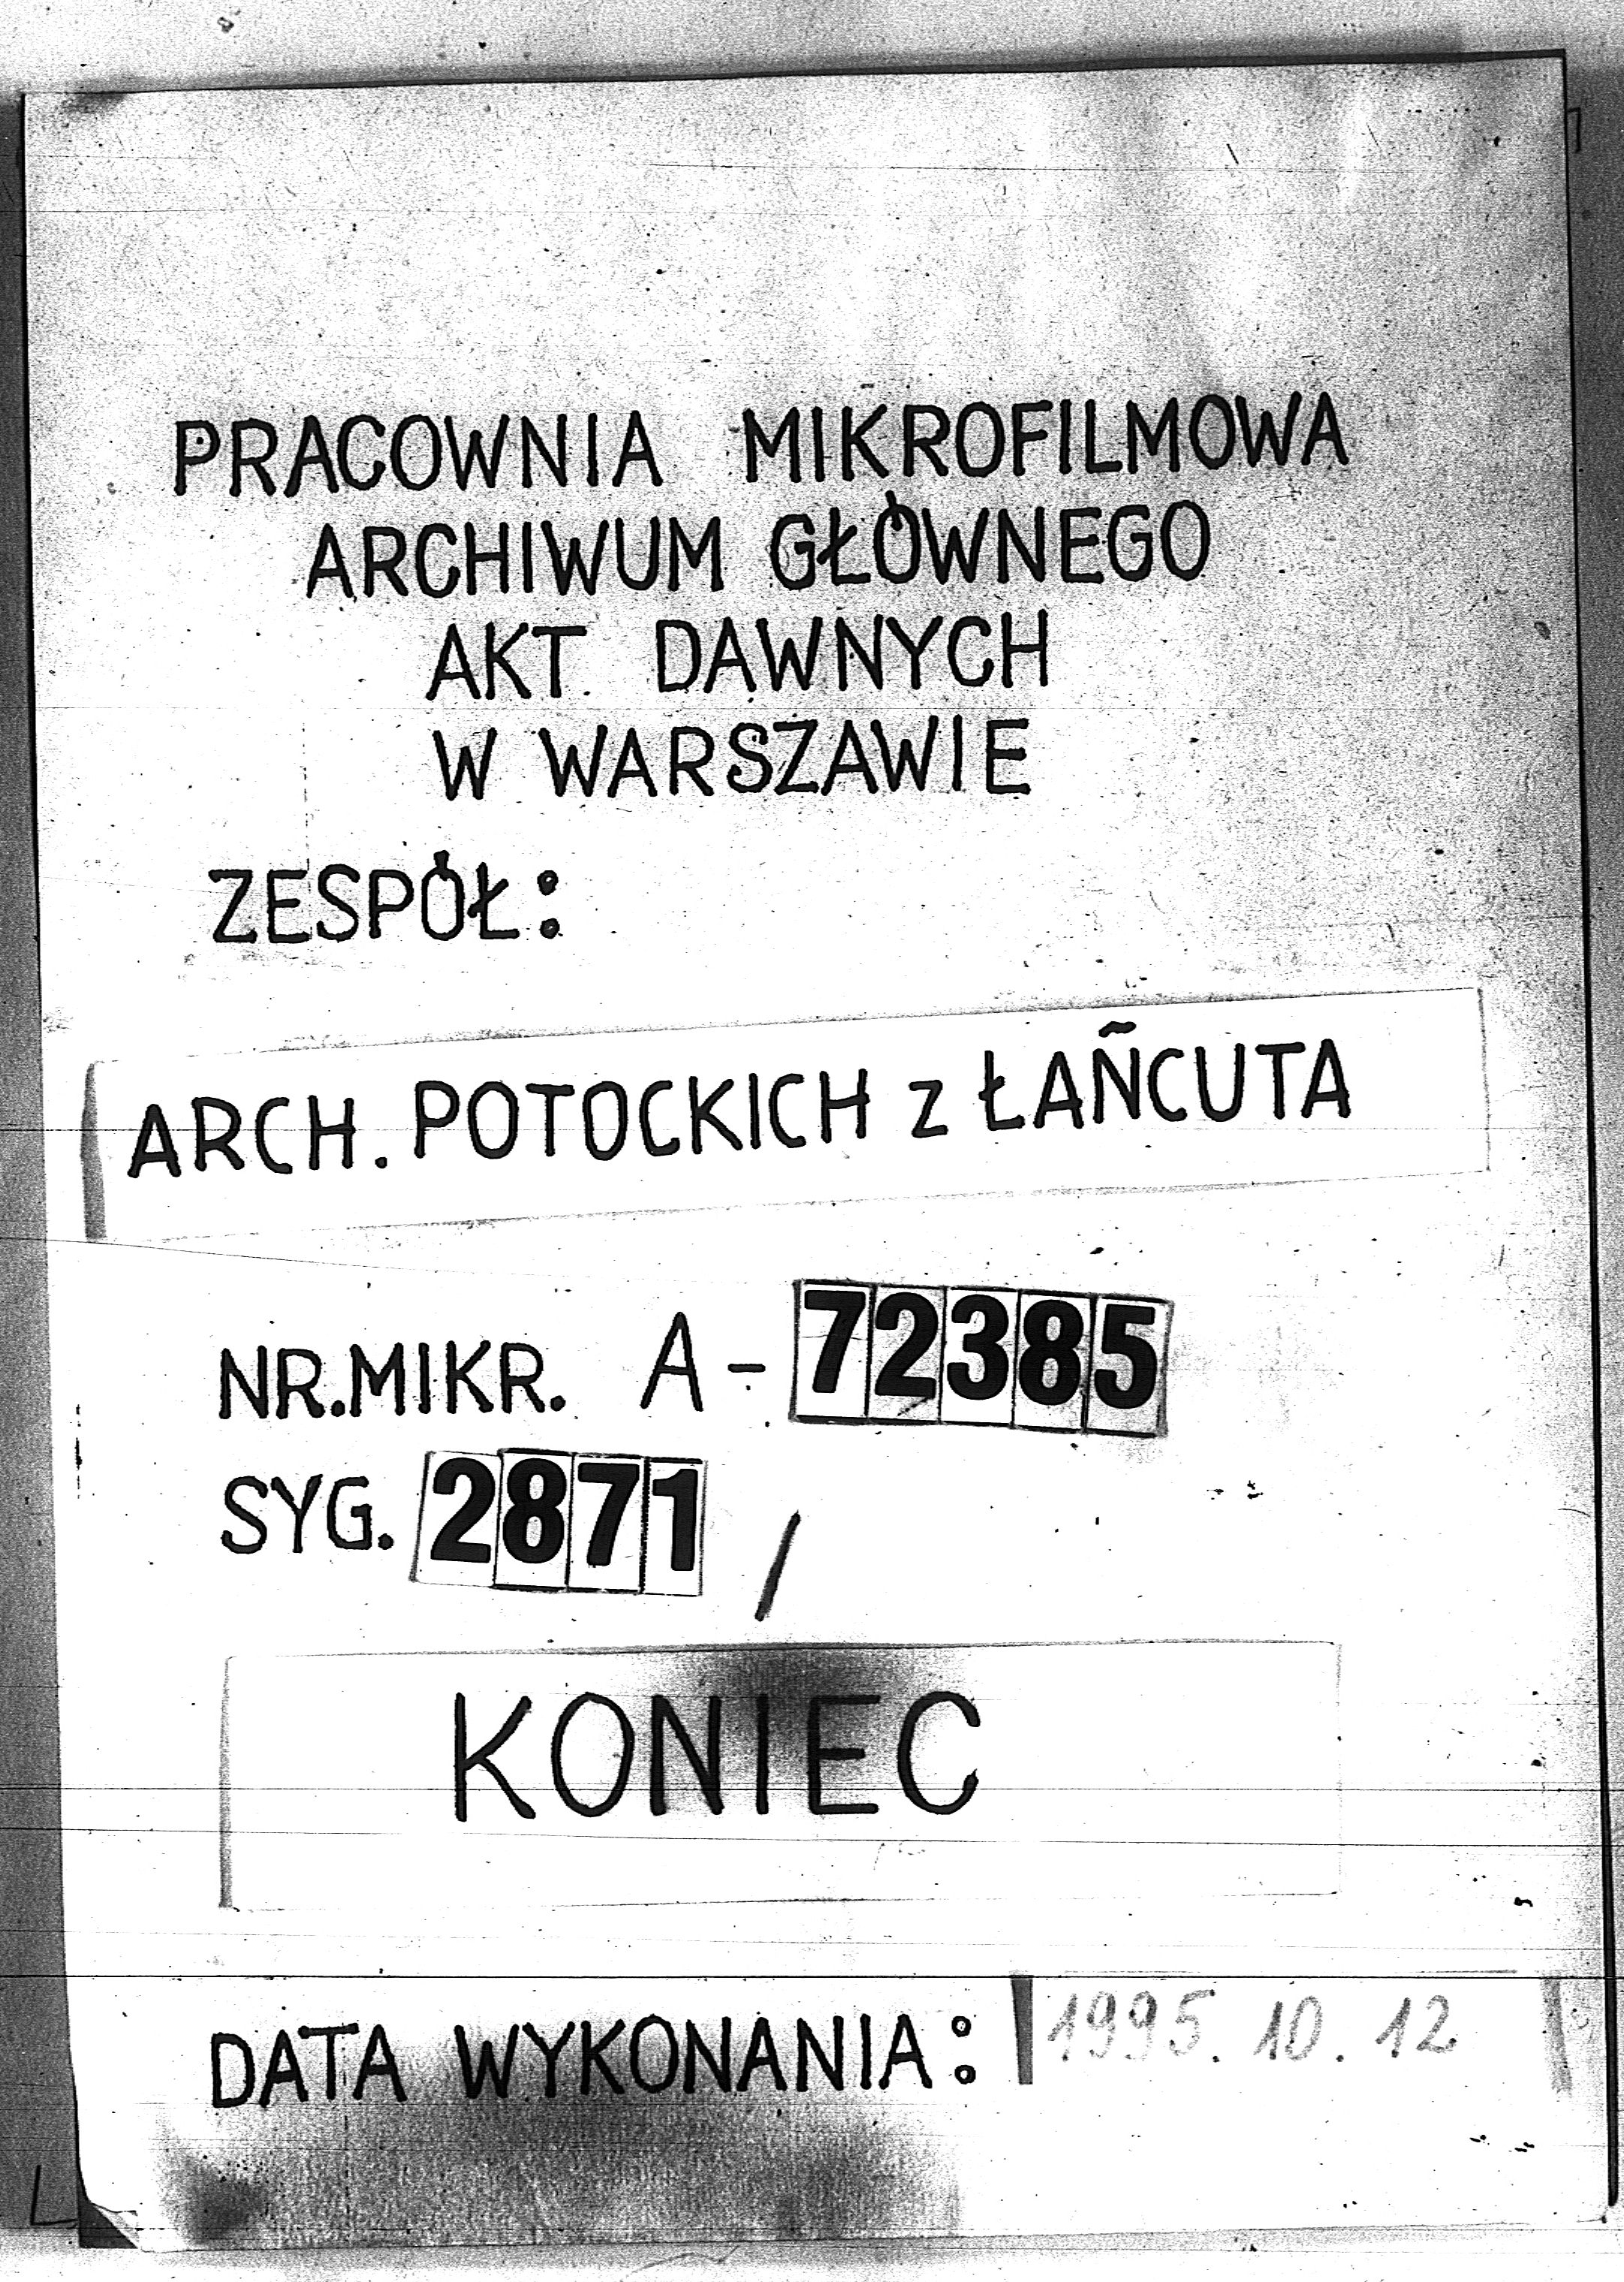 PRACOWNIA MIKROFILMOWA
ARCHIWUM GŁÓWNEGO
AKT DAWNYCH
W WARSZAWIE
ZESPÓŁ:
ARCH. POTOCKICH z ŁAÑCUTA
NR.MIKR. A-72385
SYG. 2871 /
KONIEC
DATA WYKONANIA: 1995.10.12